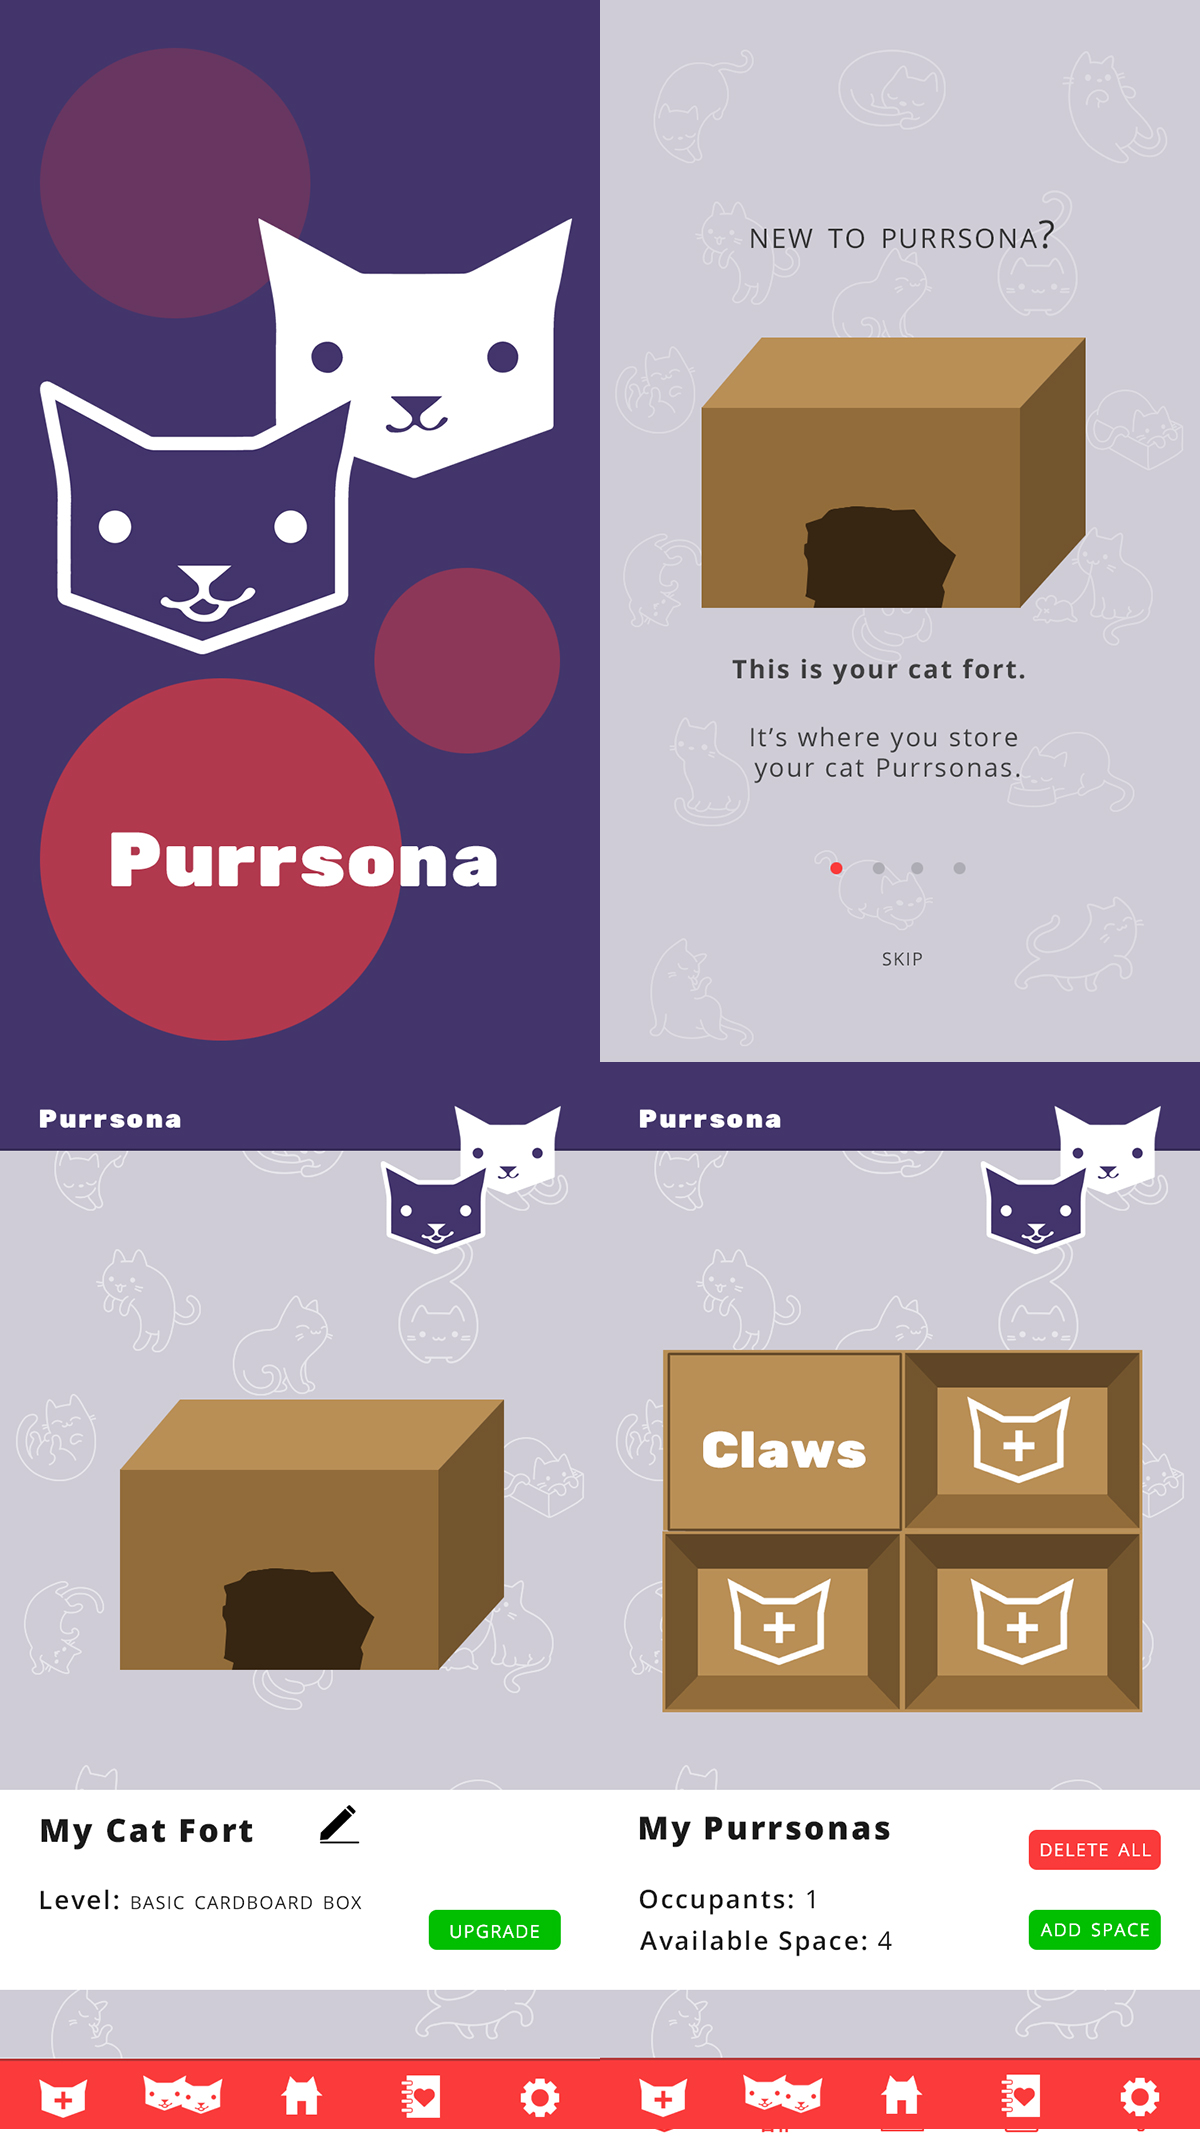 Purrsona
NEW TO PURRSONA?
This is your cat fort.
It's where you store
your cat Purrsonas.
SKIP
Purrsona
My Cat Fort
Level: BASIC CARDBOARD BOX
UPGRADE
Purrsona
Claws
My Purrsonas
DELETE ALL
Occupants: 1
Available Space: 4
ADD SPACE